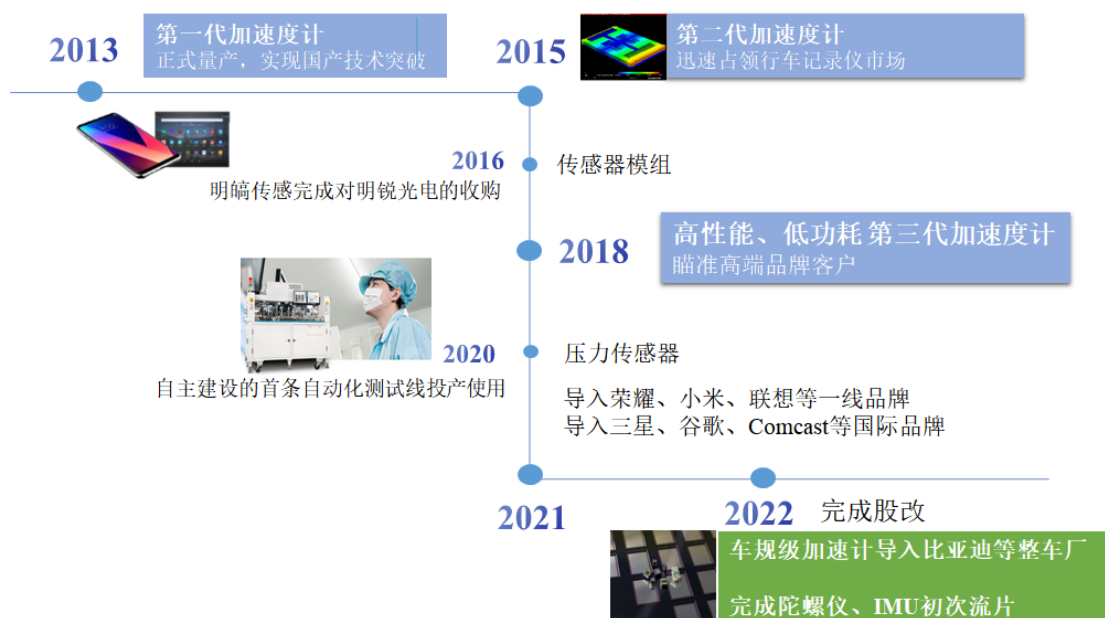 2013
第一代加速度计
正式量产，实现国产技术突破
2015
第二代加速度计
迅速占领行车记录仪市场
2016
传感器模组
明皜传感完成对明锐光电的收购
2018
高性能、低功耗 第三代加速度计
瞄准高端品牌客户
2020
压力传感器
自主建设的首条自动化测试线投产使用
导入荣耀、小米、联想等一线品牌
导入三星、谷歌、Comcast等国际品牌
2021
2022
完成股改
车规级加速计导入比亚迪等整车厂
完成陀螺仪、IMU初次流片